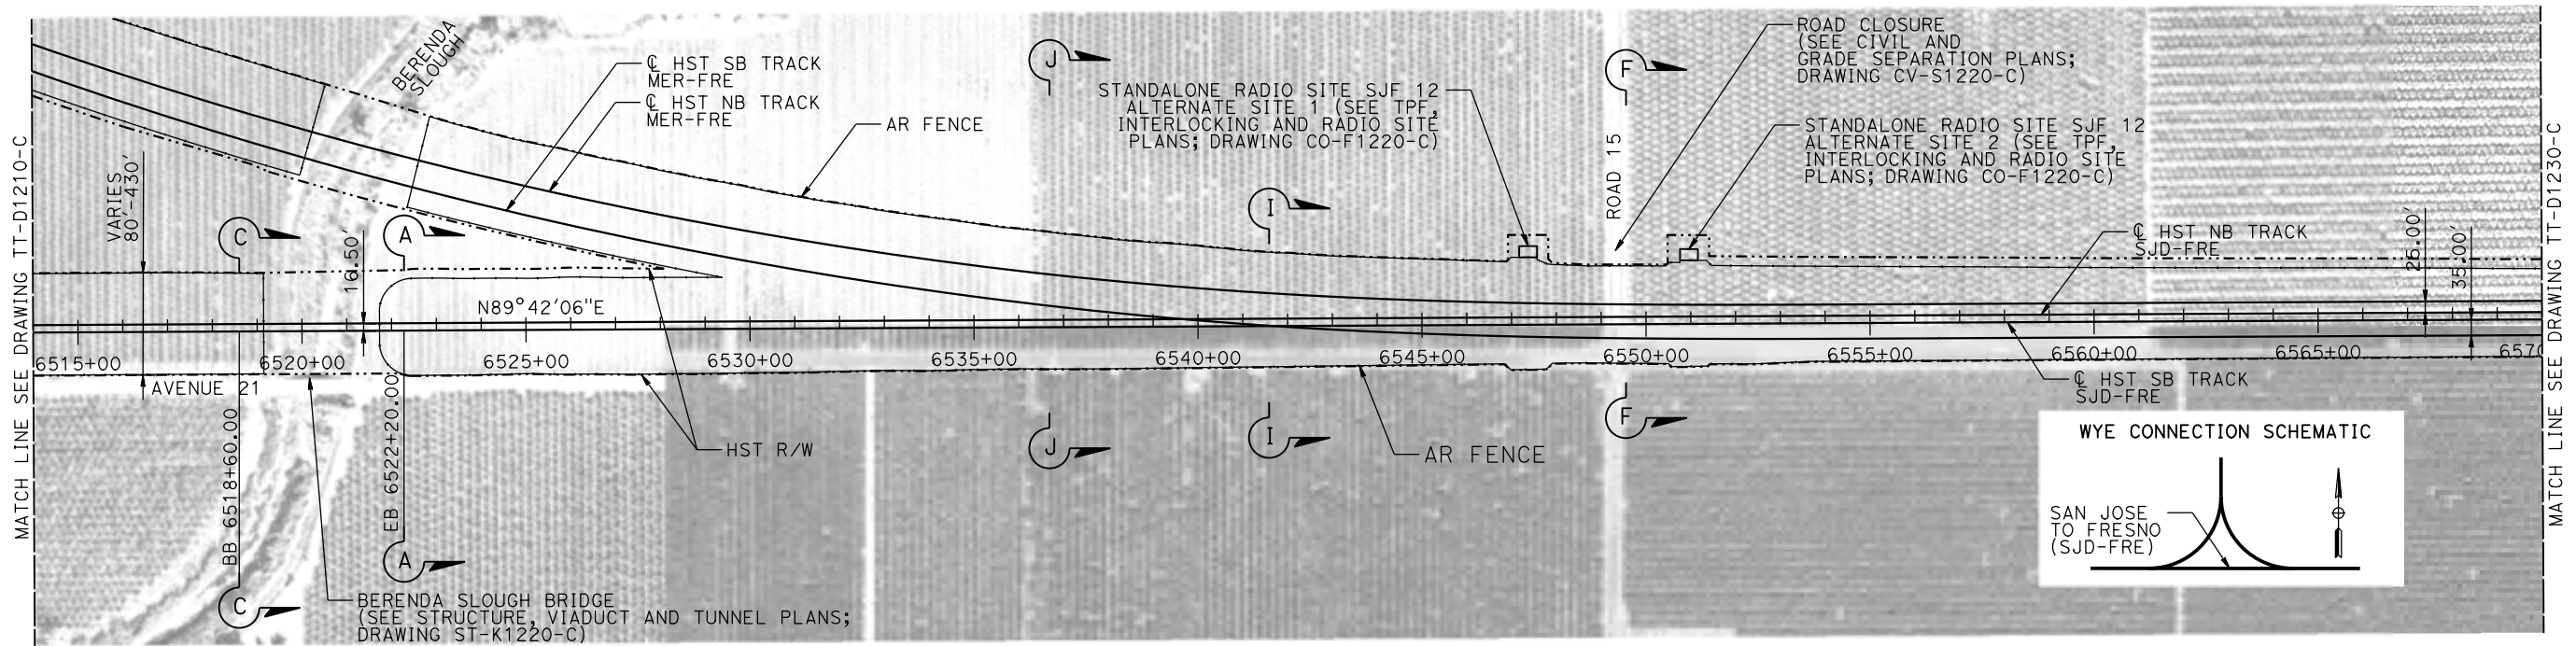 MATCH LINE SEE DRAWING TT-D1210-C
BERENDA
SLOUGH
℄ HST SB TRACK
MER-FRE
℄ HST NB TRACK
MER-FRE
AR FENCE
J
STANDALONE RADIO SITE SJF 12
ALTERNATE SITE 1 (SEE TPF,
INTERLOCKING AND RADIO SITE
PLANS; DRAWING CO-F1220-C)
I
F
ROAD 15
ROAD CLOSURE
(SEE CIVIL AND
GRADE SEPARATION PLANS;
DRAWING CV-S1220-C)
STANDALONE RADIO SITE SJF 12
ALTERNATE SITE 2 (SEE TPF,
INTERLOCKING AND RADIO SITE
PLANS; DRAWING CO-F1220-C)
℄ HST NB TRACK
SJD-FRE
25.00'
35.00'
MATCH LINE SEE DRAWING TT-D1230-C
VARIES
80'-430'
C
A
16.50'
N89°42'06"E
6515+00
6520+00
6525+00
6530+00
6535+00
6540+00
6545+00
6550+00
6555+00
6560+00
6565+00
6570
AVENUE 21
BB 6518+60.00
EB 6522+20.00
HST R/W
J
I
F
AR FENCE
℄ HST SB TRACK
SJD-FRE
A
C
BERENDA SLOUGH BRIDGE
(SEE STRUCTURE, VIADUCT AND TUNNEL PLANS;
DRAWING ST-K1220-C)
WYE CONNECTION SCHEMATIC
SAN JOSE
TO FRESNO
(SJD-FRE)